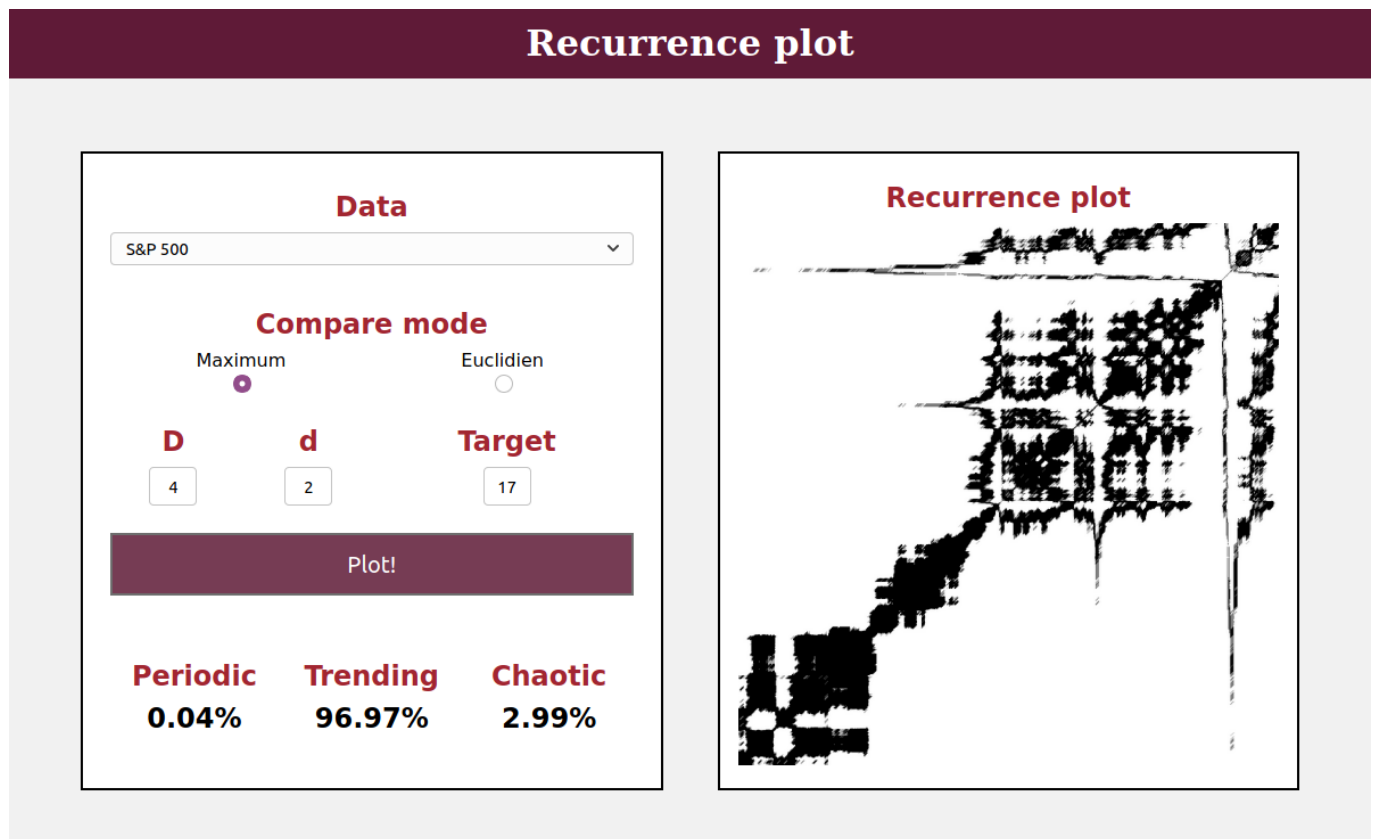 Recurrence plot
Data
S&P 500
Compare mode
Maximum Euclidien
D d Target
4 2 17
Plot!
Periodic Trending Chaotic
0.04% 96.97% 2.99%
Recurrence plot